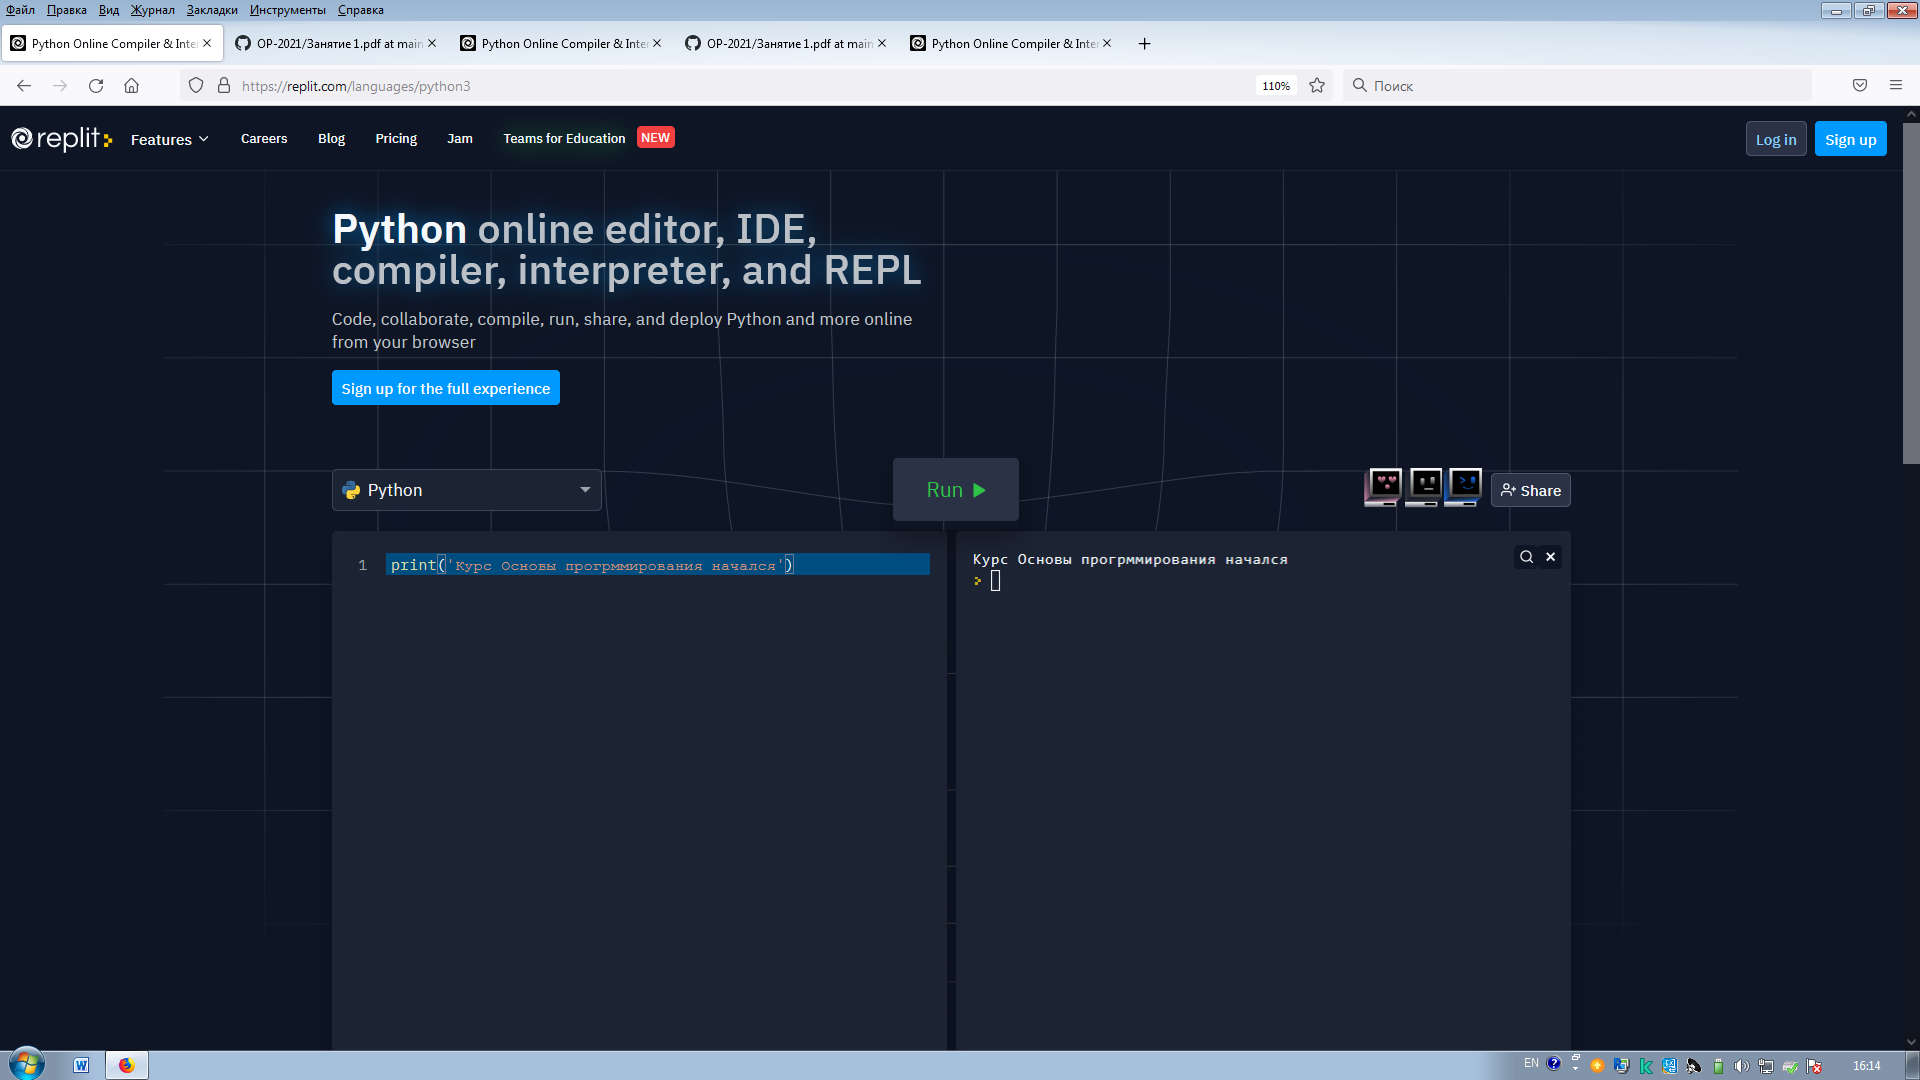 Файл Правка Вид Журнал Закладки Инструменты Справка
Python Online Compiler & Inte
OP-2021/Занятие 1.pdf at main
Python Online Compiler & Inte
OP-2021/Занятие 1.pdf at main
Python Online Compiler & Inte
https://replit.com/languages/python3
110%
Поиск
replit
Features
Careers
Blog
Pricing
Jam
Teams for Education
NEW
Log in
Sign up
Python online editor, IDE,
compiler, interpreter, and REPL
Code, collaborate, compile, run, share, and deploy Python and more online
from your browser
Sign up for the full experience
Python
Run
Share
1 print('Курс Основы прогрммирования начался')
Курс Основы прогрммирования начался
>
EN
16:14